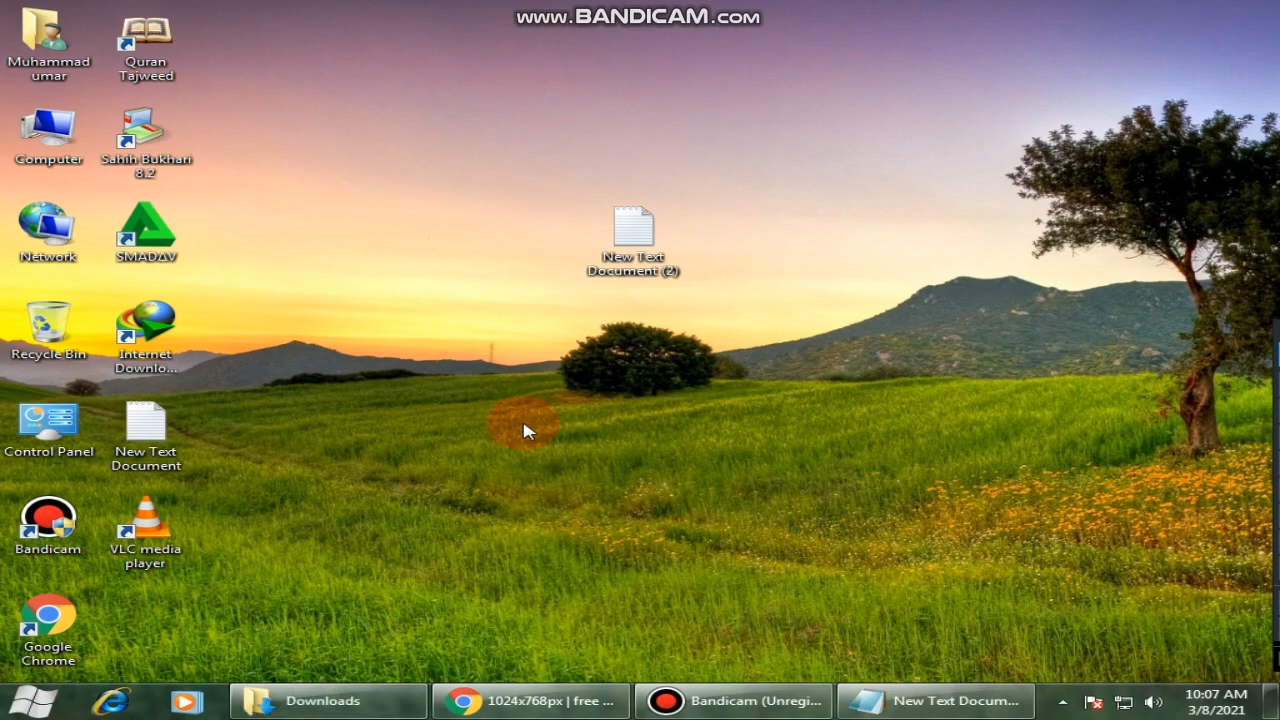 www.BANDICAM.com
Muhammad
umar
Quran
Tajweed
Computer
Sahih Bukhari
8.2
Network
SMADΔV
New Text
Document (2)
Recycle Bin
Internet
Downlo...
Control Panel
New Text
Document
Bandicam
VLC media
player
Google
Chrome
Downloads
1024x768px | free ...
Bandicam (Unregi...
New Text Docum...
10:07 AM
3/8/2021